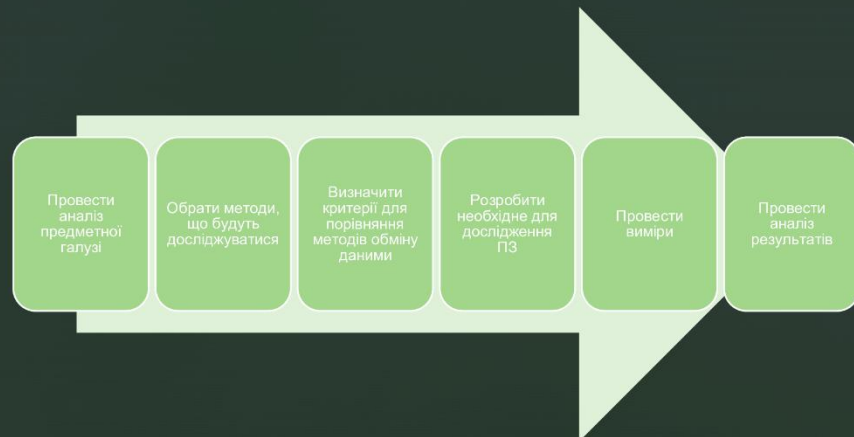 Провести
аналіз
предметної
галузі
Обрати методи,
що будуть
досліджуватися
Визначити
критерії для
порівняння
методів обміну
даними
Розробити
необхідне для
дослідження
ПЗ
Провести
виміри
Провести
аналіз
результатів